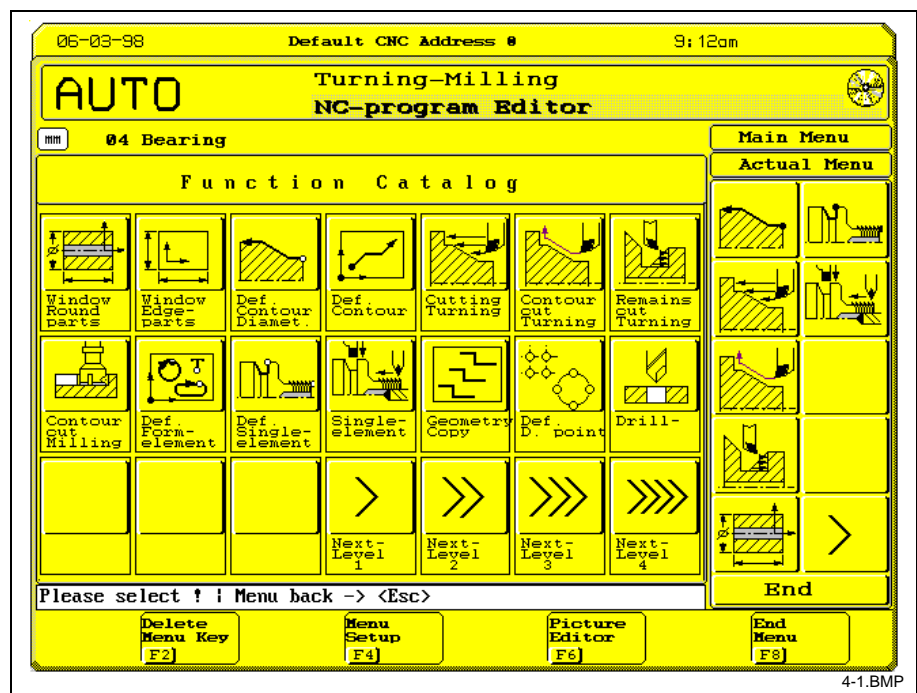 06-03-98 Default CNC Address 0 9:12am
AUTO
Turning-Milling
NC-program Editor
mm 04 Bearing
Main Menu
Actual Menu
Function Catalog
Window Round parts
Window Edge- parts
Def. Contour Diamet.
Def. Contour
Cutting Turning
Contour cut Turning
Remains cut Turning
Contour cut Milling
Def. Form- element
Def. Single- element
Single- element
Geometry Copy
Def. D. point
Drill-
Next- Level 1
Next- Level 2
Next- Level 3
Next- Level 4
End
Please select ! ¦ Menu back -> <Esc>
Delete Menu Key F2
Menu Setup F4
Picture Editor F6
End Menu F8
4-1.BMP